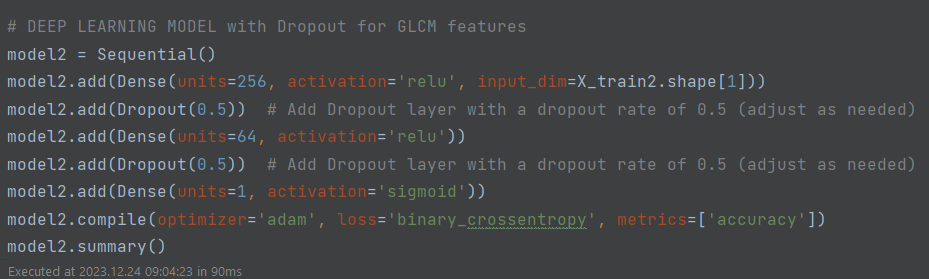 # DEEP LEARNING MODEL with Dropout for GLCM features
model2 = Sequential()
model2.add(Dense(units=256, activation='relu', input_dim=X_train2.shape[1]))
model2.add(Dropout(0.5))  # Add Dropout layer with a dropout rate of 0.5 (adjust as needed)
model2.add(Dense(units=64, activation='relu'))
model2.add(Dropout(0.5))  # Add Dropout layer with a dropout rate of 0.5 (adjust as needed)
model2.add(Dense(units=1, activation='sigmoid'))
model2.compile(optimizer='adam', loss='binary_crossentropy', metrics=['accuracy'])
model2.summary()
Executed at 2023.12.24 09:04:23 in 90ms